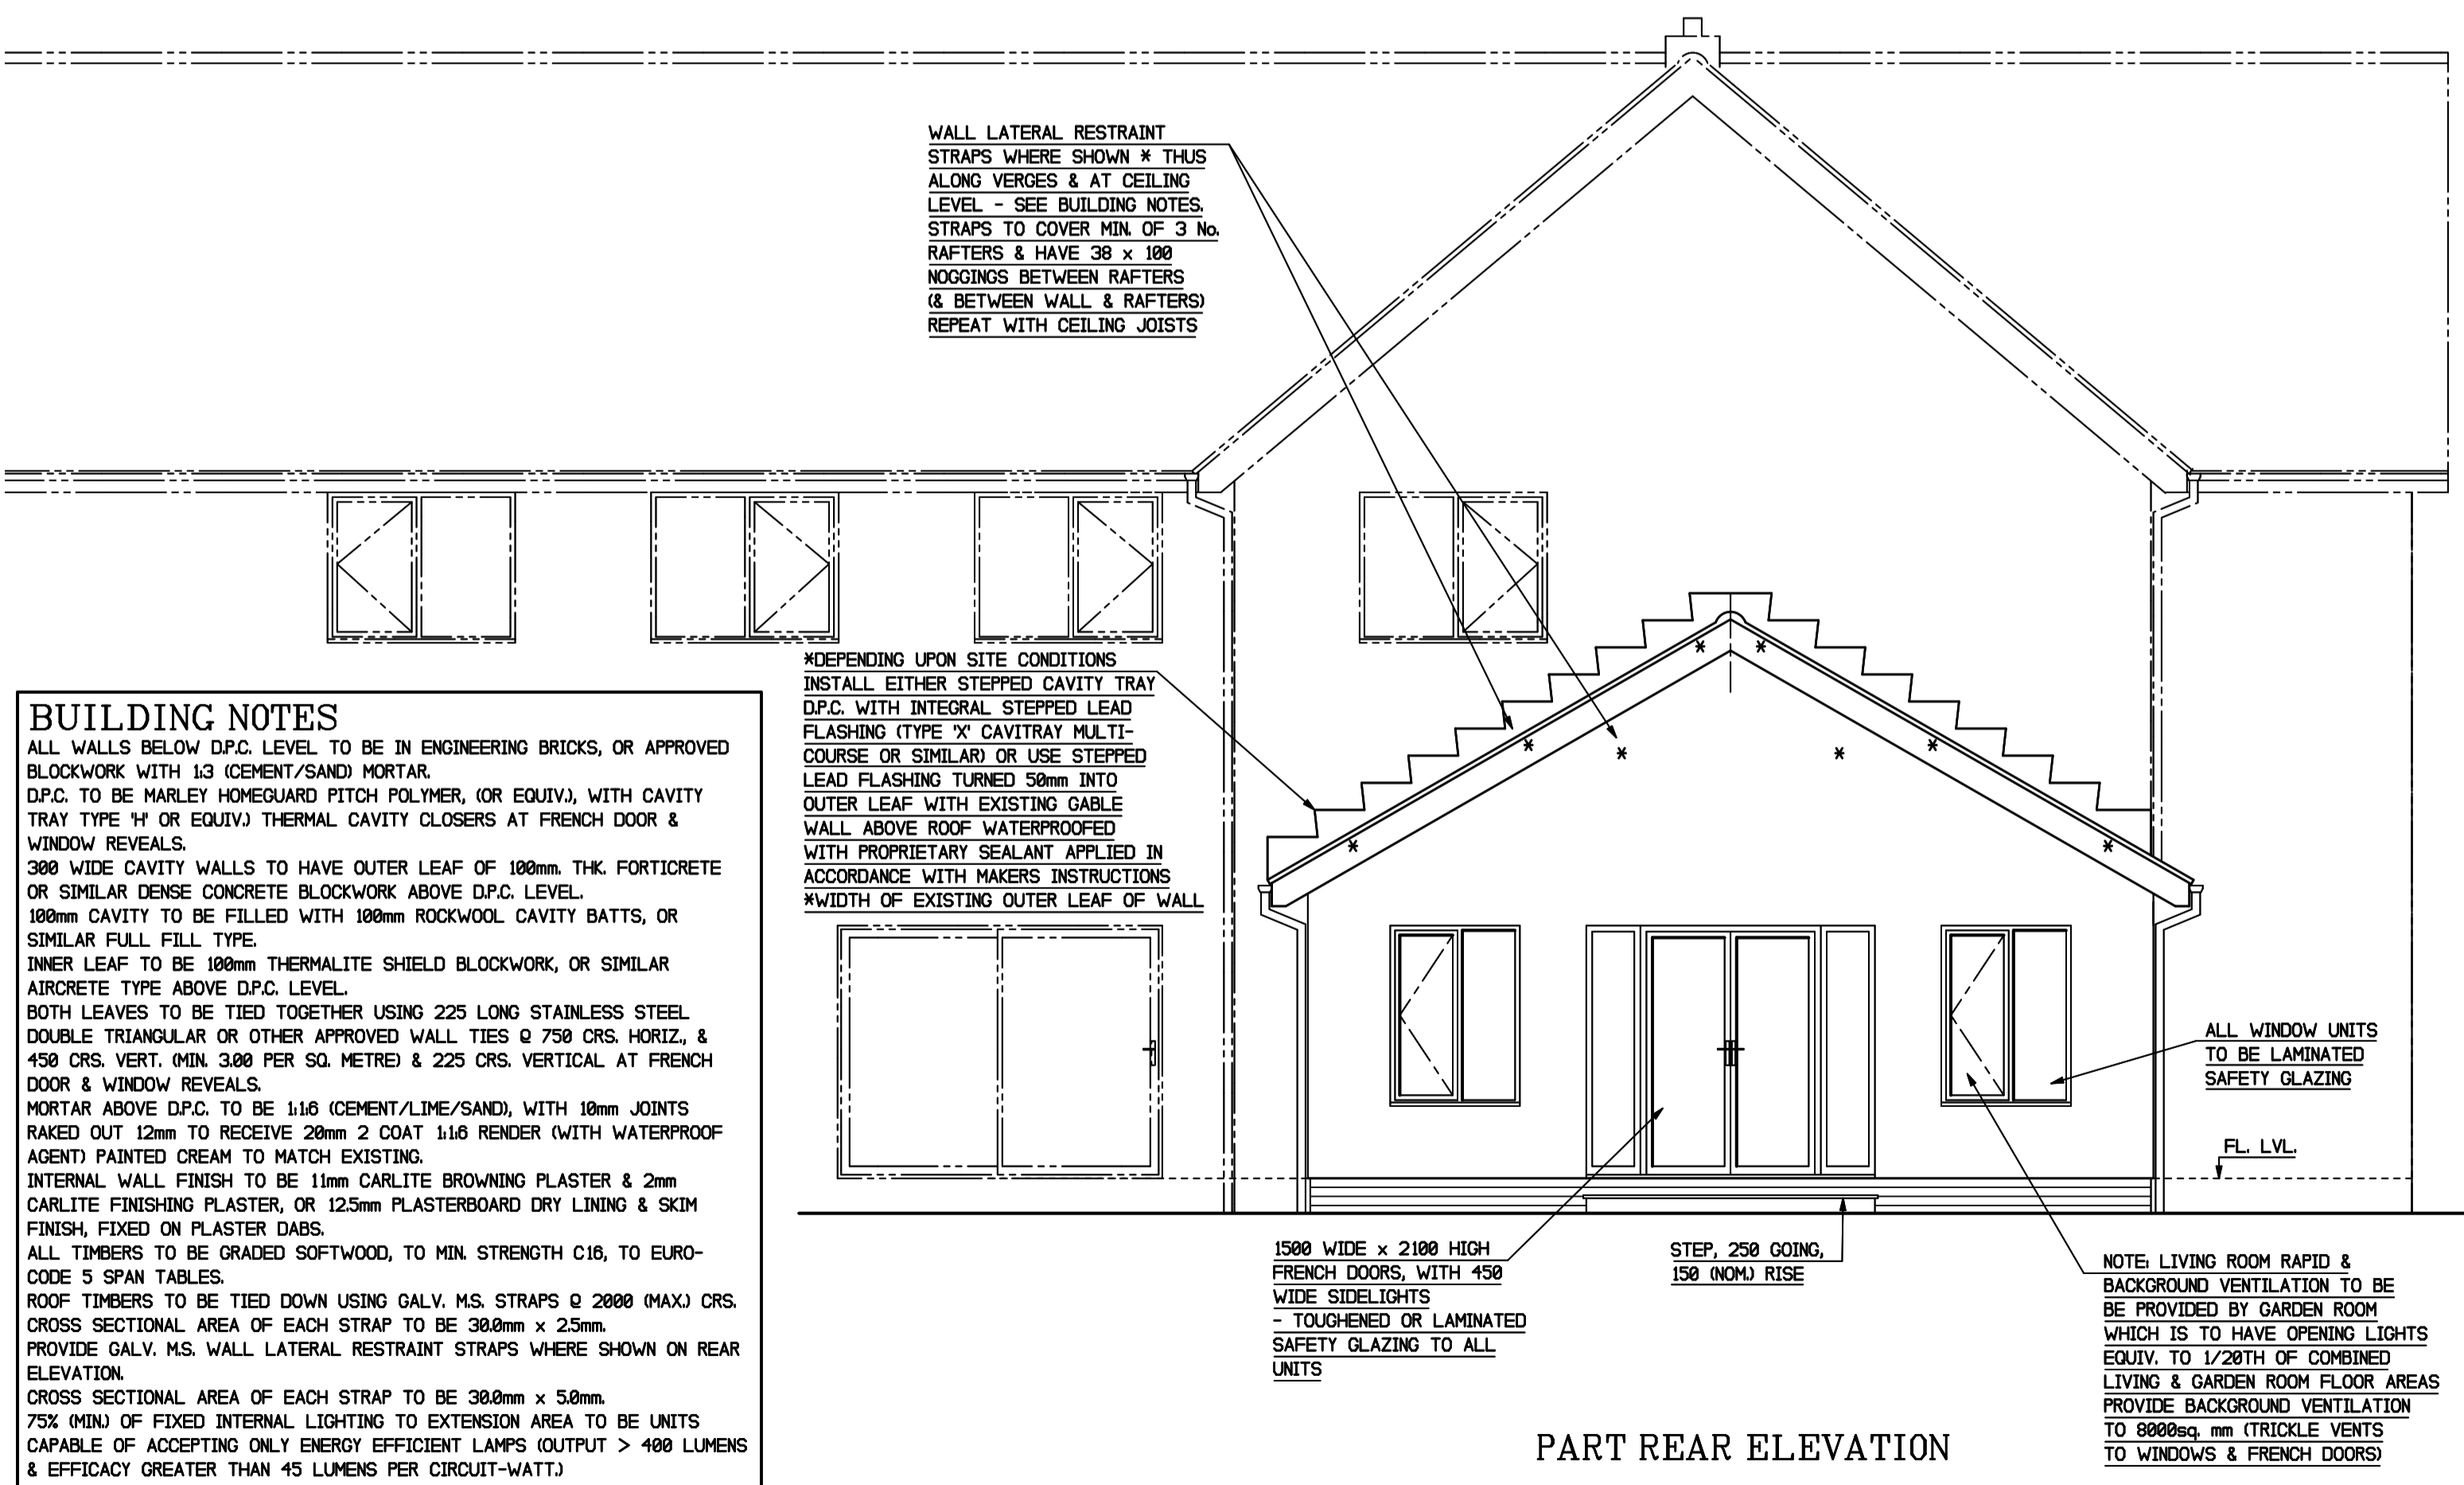 WALL LATERAL RESTRAINT
STRAPS WHERE SHOWN * THUS
ALONG VERGES & AT CEILING
LEVEL - SEE BUILDING NOTES.
STRAPS TO COVER MIN. OF 3 No.
RAFTERS & HAVE 38 x 100
NOGGINGS BETWEEN RAFTERS
(& BETWEEN WALL & RAFTERS)
REPEAT WITH CEILING JOISTS
*DEPENDING UPON SITE CONDITIONS
INSTALL EITHER STEPPED CAVITY TRAY
D.P.C. WITH INTEGRAL STEPPED LEAD
FLASHING (TYPE 'X' CAVITRAY MULTI-
COURSE OR SIMILAR) OR USE STEPPED
LEAD FLASHING TURNED 50mm INTO
OUTER LEAF WITH EXISTING GABLE
WALL ABOVE ROOF WATERPROOFED
WITH PROPRIETARY SEALANT APPLIED IN
ACCORDANCE WITH MAKERS INSTRUCTIONS
*WIDTH OF EXISTING OUTER LEAF OF WALL
BUILDING NOTES
ALL WALLS BELOW D.P.C. LEVEL TO BE IN ENGINEERING BRICKS, OR APPROVED
BLOCKWORK WITH 1:3 (CEMENT/SAND) MORTAR.
D.P.C. TO BE MARLEY HOMEGUARD PITCH POLYMER, (OR EQUIV.), WITH CAVITY
TRAY TYPE 'H' OR EQUIV.) THERMAL CAVITY CLOSERS AT FRENCH DOOR &
WINDOW REVEALS.
300 WIDE CAVITY WALLS TO HAVE OUTER LEAF OF 100mm. THK. FORTICRETE
OR SIMILAR DENSE CONCRETE BLOCKWORK ABOVE D.P.C. LEVEL.
100mm CAVITY TO BE FILLED WITH 100mm ROCKWOOL CAVITY BATTS, OR
SIMILAR FULL FILL TYPE.
INNER LEAF TO BE 100mm THERMALITE SHIELD BLOCKWORK, OR SIMILAR
AIRCRETE TYPE ABOVE D.P.C. LEVEL.
BOTH LEAVES TO BE TIED TOGETHER USING 225 LONG STAINLESS STEEL
DOUBLE TRIANGULAR OR OTHER APPROVED WALL TIES @ 750 CRS. HORIZ., &
450 CRS. VERT. (MIN. 3.00 PER SQ. METRE) & 225 CRS. VERTICAL AT FRENCH
DOOR & WINDOW REVEALS.
MORTAR ABOVE D.P.C. TO BE 1:1:6 (CEMENT/LIME/SAND), WITH 10mm JOINTS
RAKED OUT 12mm TO RECEIVE 20mm 2 COAT 1:1:6 RENDER (WITH WATERPROOF
AGENT) PAINTED CREAM TO MATCH EXISTING.
INTERNAL WALL FINISH TO BE 11mm CARLITE BROWNING PLASTER & 2mm
CARLITE FINISHING PLASTER, OR 12.5mm PLASTERBOARD DRY LINING & SKIM
FINISH, FIXED ON PLASTER DABS.
ALL TIMBERS TO BE GRADED SOFTWOOD, TO MIN. STRENGTH C16, TO EURO-
CODE 5 SPAN TABLES.
ROOF TIMBERS TO BE TIED DOWN USING GALV. M.S. STRAPS @ 2000 (MAX.) CRS.
CROSS SECTIONAL AREA OF EACH STRAP TO BE 30.0mm x 2.5mm.
PROVIDE GALV. M.S. WALL LATERAL RESTRAINT STRAPS WHERE SHOWN ON REAR
ELEVATION.
CROSS SECTIONAL AREA OF EACH STRAP TO BE 30.0mm x 5.0mm.
75% (MIN.) OF FIXED INTERNAL LIGHTING TO EXTENSION AREA TO BE UNITS
CAPABLE OF ACCEPTING ONLY ENERGY EFFICIENT LAMPS (OUTPUT > 400 LUMENS
& EFFICACY GREATER THAN 45 LUMENS PER CIRCUIT-WATT.)
ALL WINDOW UNITS
TO BE LAMINATED
SAFETY GLAZING
FL. LVL.
1500 WIDE x 2100 HIGH
FRENCH DOORS, WITH 450
WIDE SIDELIGHTS
- TOUGHENED OR LAMINATED
SAFETY GLAZING TO ALL
UNITS
STEP, 250 GOING,
150 (NOM.) RISE
NOTE: LIVING ROOM RAPID &
BACKGROUND VENTILATION TO BE
BE PROVIDED BY GARDEN ROOM
WHICH IS TO HAVE OPENING LIGHTS
EQUIV. TO 1/20TH OF COMBINED
LIVING & GARDEN ROOM FLOOR AREAS
PROVIDE BACKGROUND VENTILATION
TO 8000sq. mm (TRICKLE VENTS
TO WINDOWS & FRENCH DOORS)
PART REAR ELEVATION